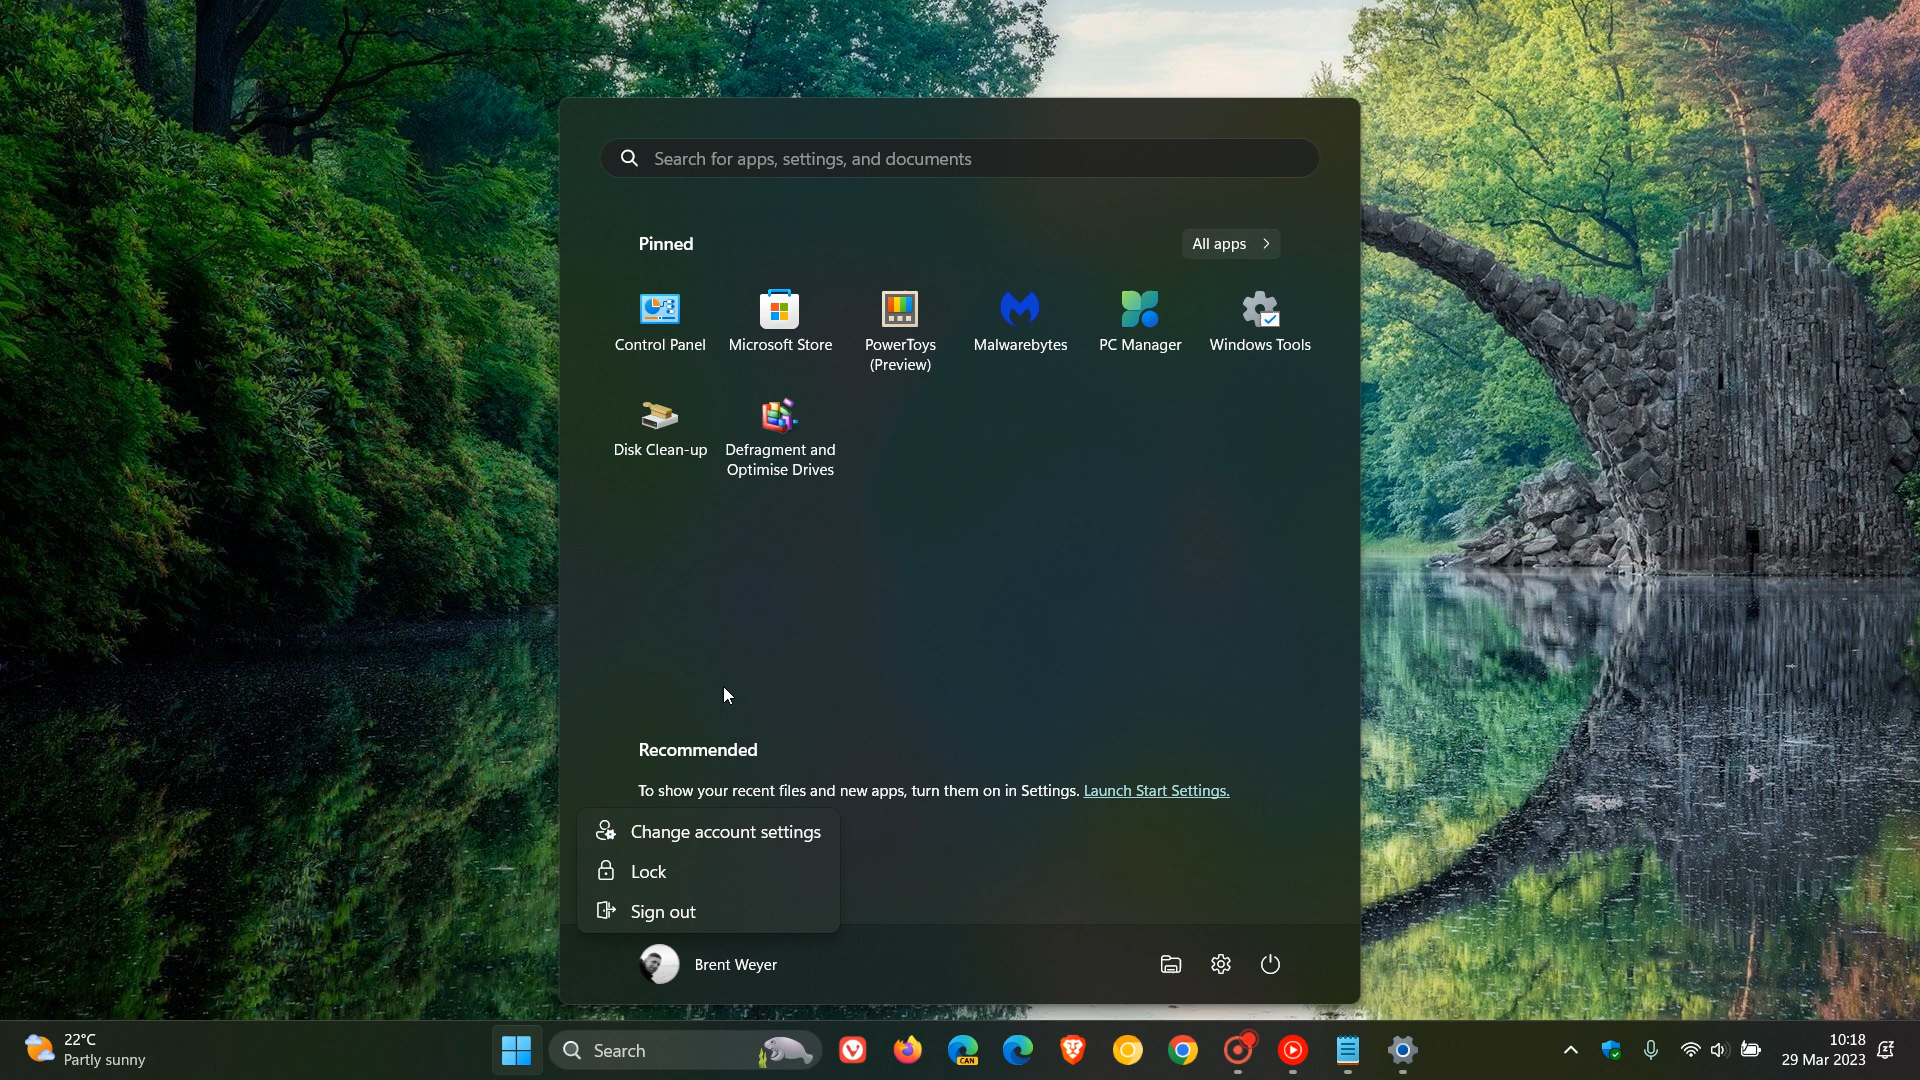 Search for apps, settings, and documents
Pinned
All apps
Control Panel
Microsoft Store
PowerToys
(Preview)
Malwarebytes
PC Manager
Windows Tools
Disk Clean-up
Defragment and
Optimise Drives
Recommended
To show your recent files and new apps, turn them on in Settings. Launch Start Settings.
Change account settings
Lock
Sign out
Brent Weyer
22°C
Partly sunny
Search
CAN
10:18
29 Mar 2023